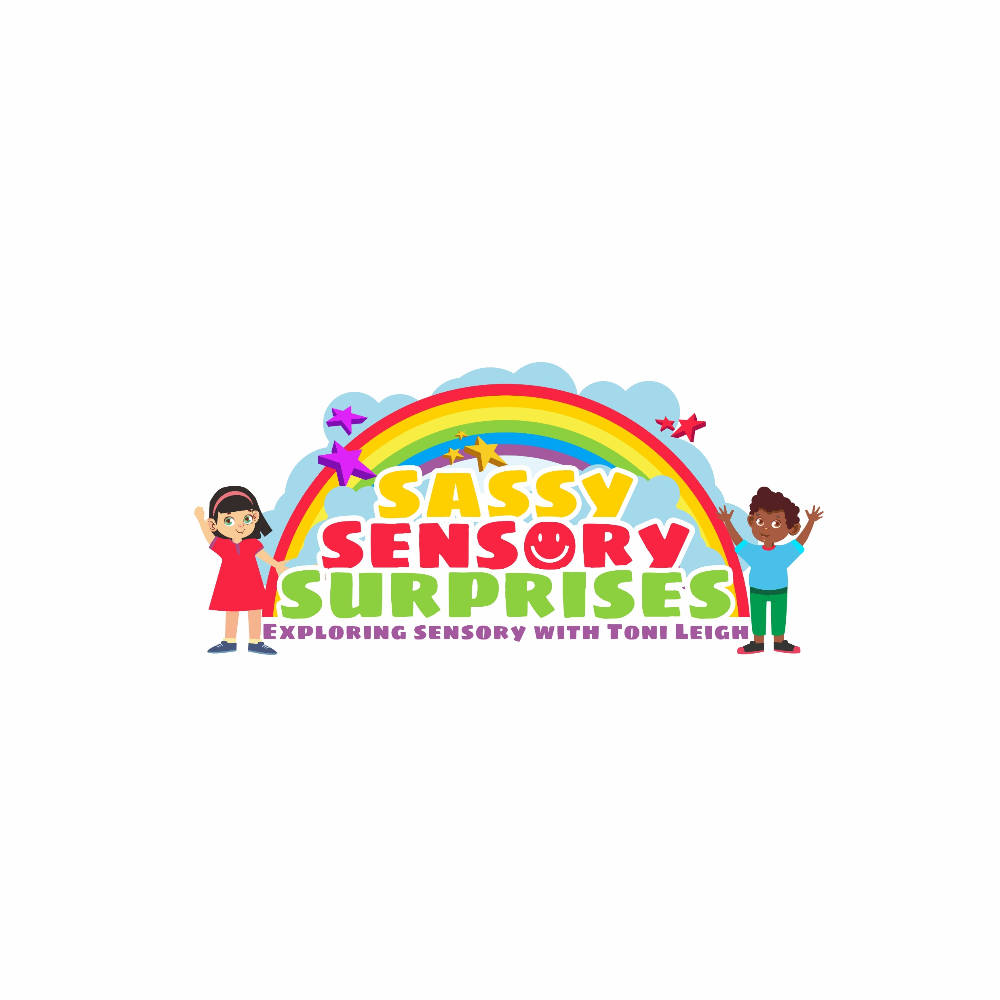 SASSY
SENSORY
SURPRISES
EXPLORING SENSORY WITH TONI LEIGH